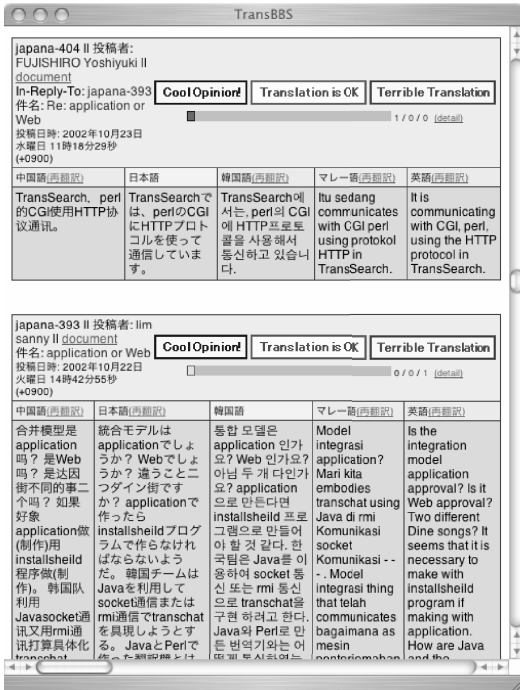 TransBBS
japana-404 II 投稿者:
FUJISHIRO Yoshiyuki II
document
In-Reply-To: japana-393
件名: Re: application or
Web
投稿日時: 2002年10月23日
水曜日 11時18分29秒
(+0900)
Cool Opinion! Translation is OK Terrible Translation
1 / 0 / 0 (detail)
中国語(再翻訳) 日本語 韓国語(再翻訳) マレー語(再翻訳) 英語(再翻訳)
TransSearch、perl
的CGI使用HTTP协
议通讯。
TransSearchで
は、perlのCGI
にHTTPプロト
コルを使って
通信していま
す。
TransSearch에
서는, perl의 CGI
에 HTTP프로토
콜을 사용해서
통신하고 있습니
다.
Itu sedang
communicates
with CGI perl
using protokol
HTTP in
TransSearch.
It is
communicating
with CGI, perl,
using the HTTP
protocol in
TransSearch.
japana-393 II 投稿者: lim
sanny II document
件名: application or Web
投稿日時: 2002年10月22日
火曜日 14時42分
55秒 (+0900)
Cool Opinion! Translation is OK Terrible Translation
0 / 0 / 1 (detail)
中国語(再翻訳) 日本語(再翻訳) 韓国語 マレー語(再翻訳) 英語(再翻訳)
合并模型是
application
吗？ 是Web
吗？ 是达因
街不同的事二
个吗？ 如果
好象
application做
(制作)用
installsheild
程序做(制
作)。 韩国队
利用
Javasocket通
讯又用rmi通
讯打算具体化
transchat
統合モデルは
applicationでしょ
うか？ Webでしょ
うか？ 違うこと二
つダイン街です
か？ applicationで
作ったら
installsheildプログ
ラムで作らなけれ
ばならないよう
だ。 韓国チームは
Javaを利用して
socket通信または
rmi通信でtranschat
を具現しようとす
る。 JavaとPerlで
作った翻訳機とは
통합 모델은
application 인가
요? Web 인가요?
아님 두 개 다인가
요? application
으로 만든다면
installsheild 프로
그램으로 만들어
야 할 것 같다. 한
국팀은 Java를 이
용하여 socket 통
신 또는 rmi 통신
으로 transchat을
구현 하려고 한다.
Java와 Perl로 만
든 번역기와는 어
떻게 통신하였는
Model
integrasi
application?
Mari kita
embodies
transchat using
Java di rmi
Komunikasi
socket
Komunikasi - -
- . Model
integrasi thing
that telah
communicates
bagaimana as
mesin
penterjemahan
Is the
integration
model
application
approval? Is it
Web approval?
Two different
Dine songs? It
seems that it is
necessary to
make with
installsheild
program if
making with
application.
How are Java
and the